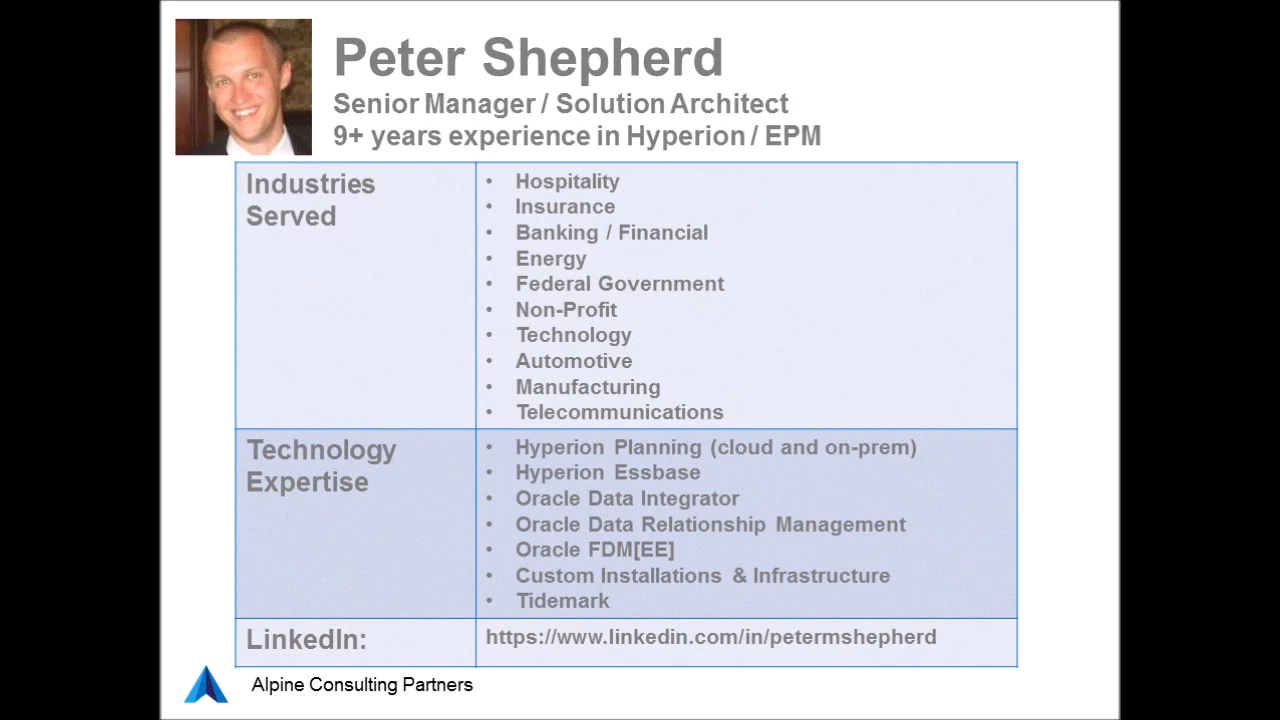 Peter Shepherd
Senior Manager / Solution Architect
9+ years experience in Hyperion / EPM
Industries
Served
• Hospitality
• Insurance
• Banking / Financial
• Energy
• Federal Government
• Non-Profit
• Technology
• Automotive
• Manufacturing
• Telecommunications
Technology
Expertise
• Hyperion Planning (cloud and on-prem)
• Hyperion Essbase
• Oracle Data Integrator
• Oracle Data Relationship Management
• Oracle FDM[EE]
• Custom Installations & Infrastructure
• Tidemark
LinkedIn:
https://www.linkedin.com/in/petermshepherd
Alpine Consulting Partners